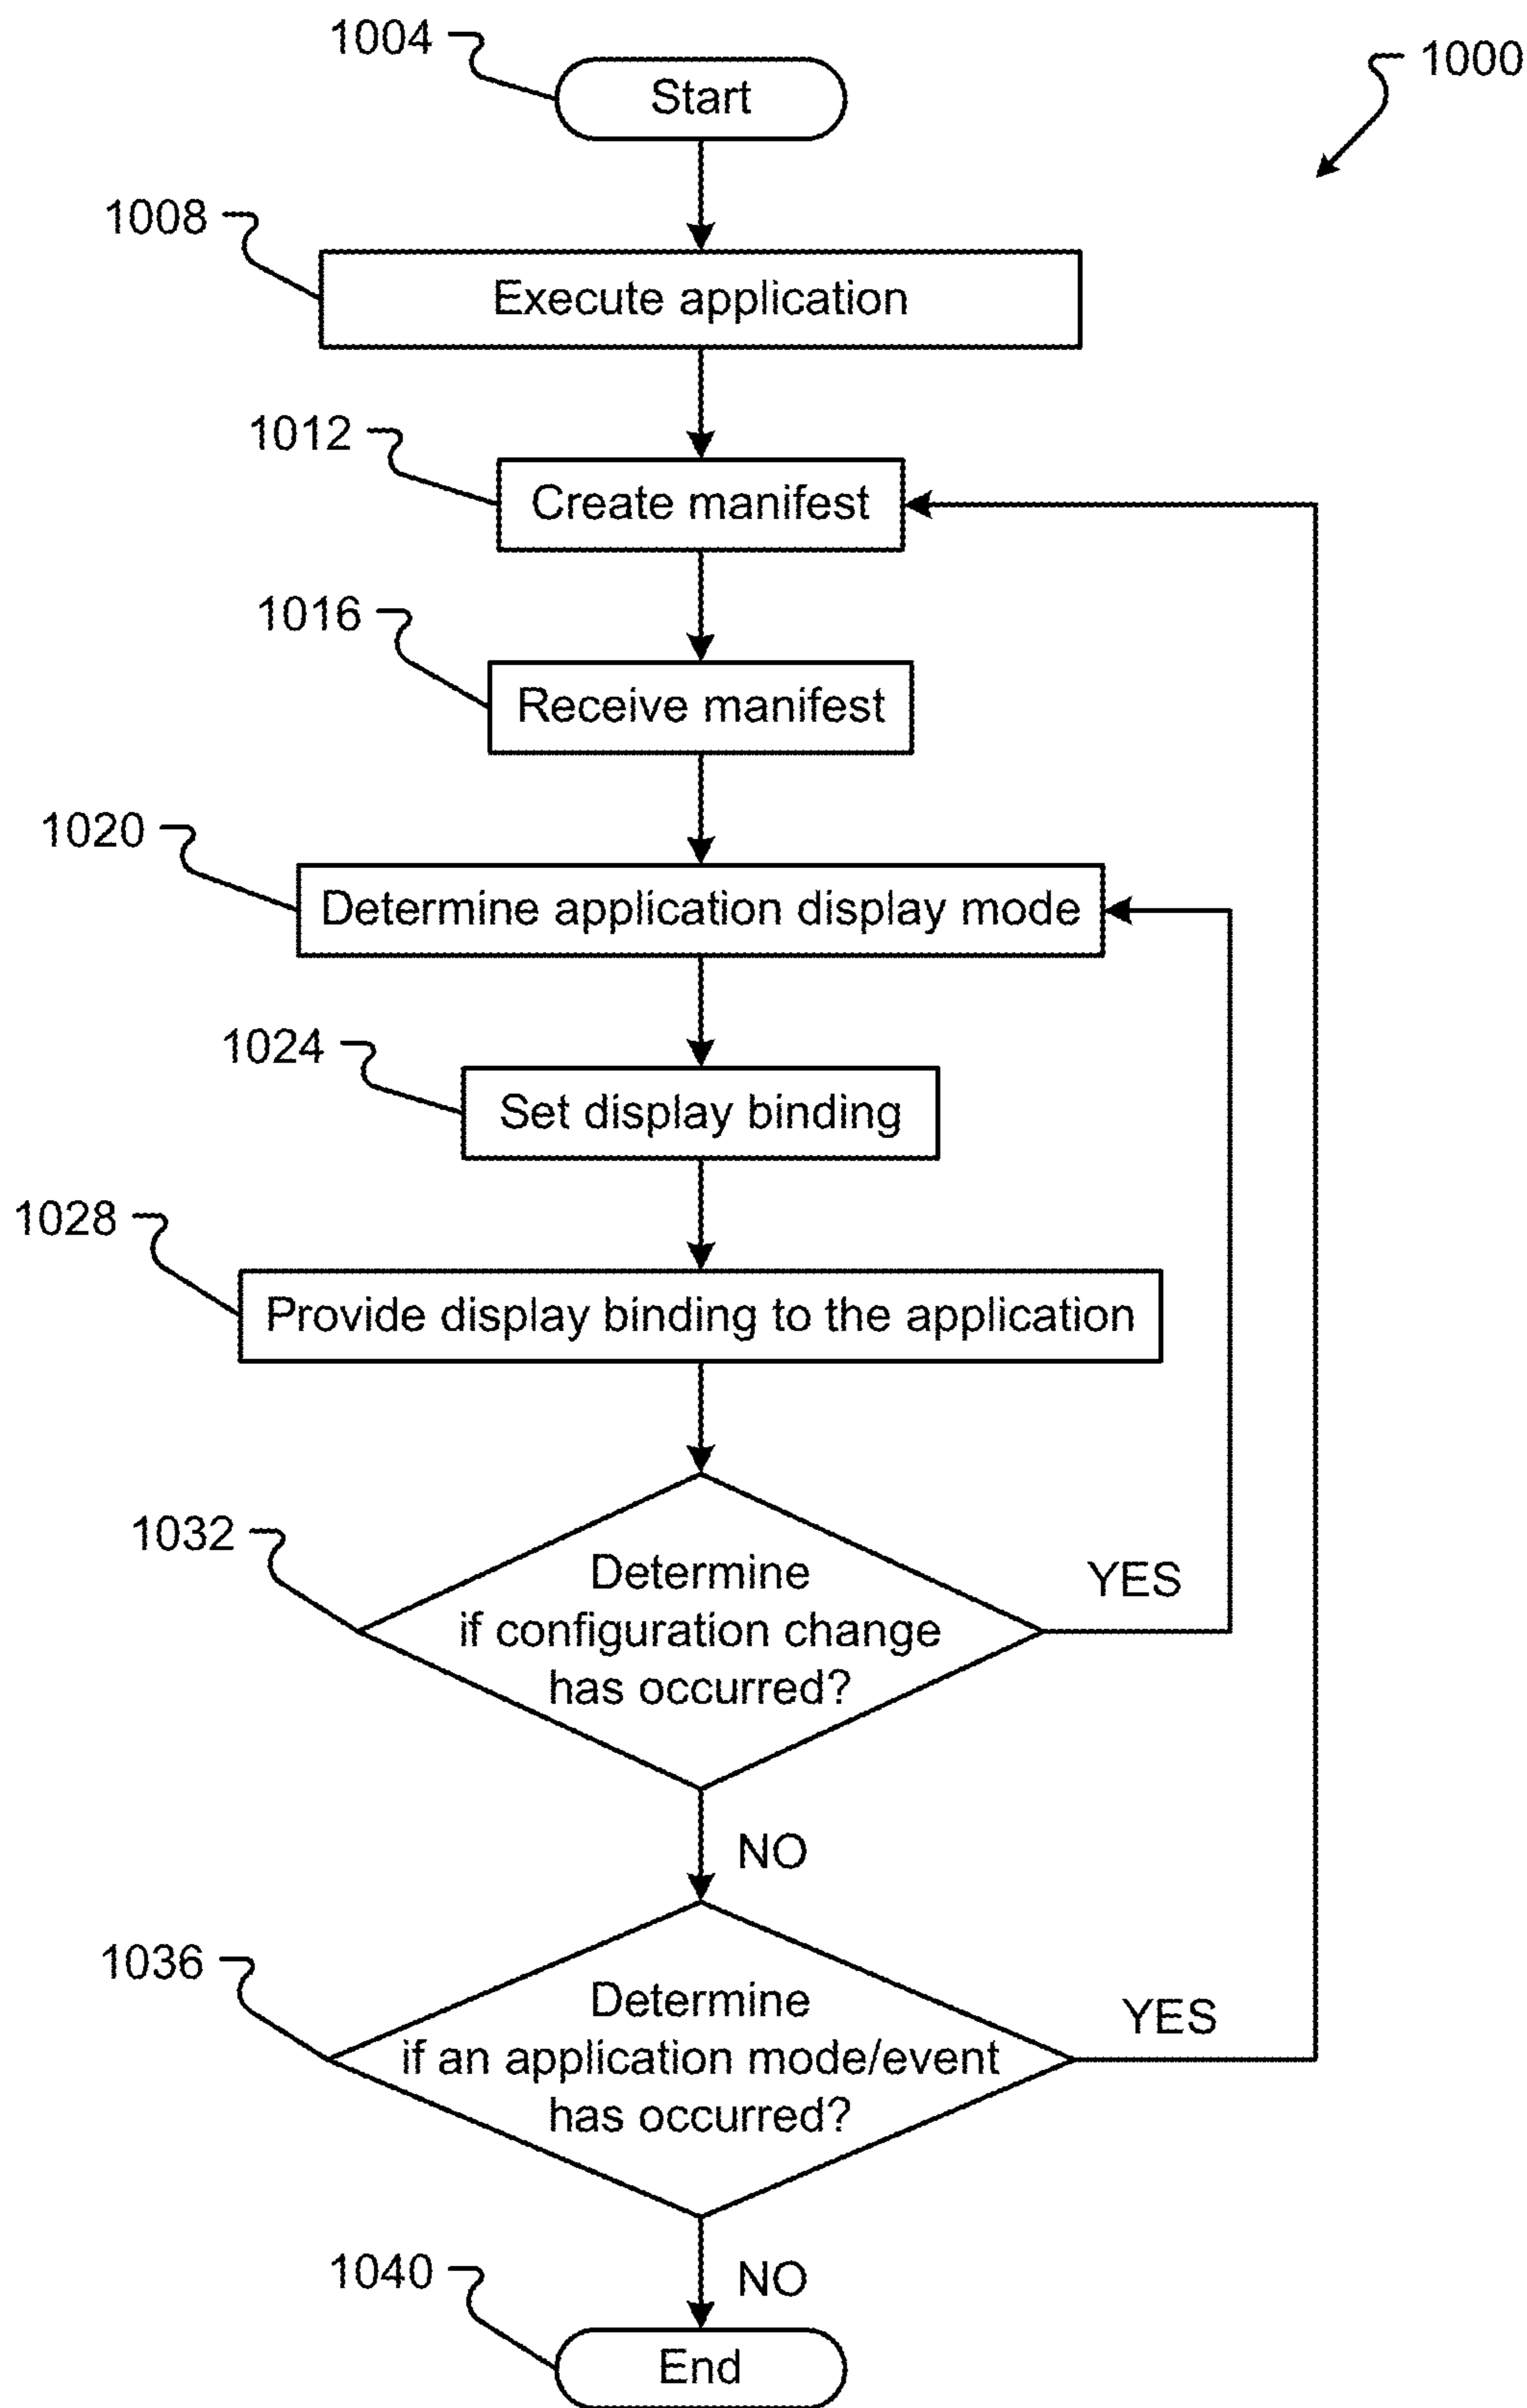 1004
Start
1000
1008
Execute application
1012
Create manifest
1016
Receive manifest
1020
Determine application display mode
1024
Set display binding
1028
Provide display binding to the application
1032
Determine
if configuration change
has occurred?
YES
NO
1036
Determine
if an application mode/event
has occurred?
YES
NO
1040
End